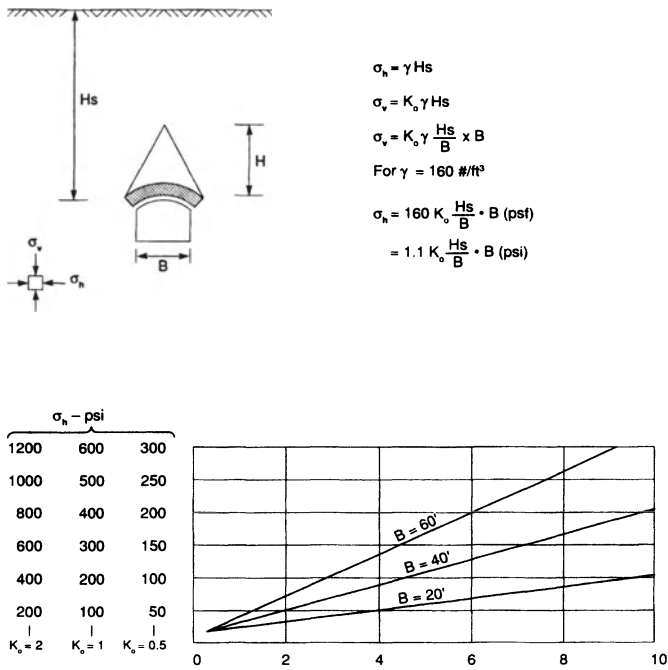 Hs
H
B
σᵥ
σₕ
σₕ = γ Hs
σᵥ = Kₒ γ Hs
σᵥ = Kₒ γ Hs/B x B
For γ = 160 #/ft³
σₕ = 160 Kₒ Hs/B • B (psf)
= 1.1 Kₒ Hs/B • B (psi)
σₕ – psi
1200 600 300
1000 500 250
800 400 200
600 300 150
400 200 100
200 100 50
Kₒ = 2 Kₒ = 1 Kₒ = 0.5
B = 60'
B = 40'
B = 20'
0 2 4 6 8 10